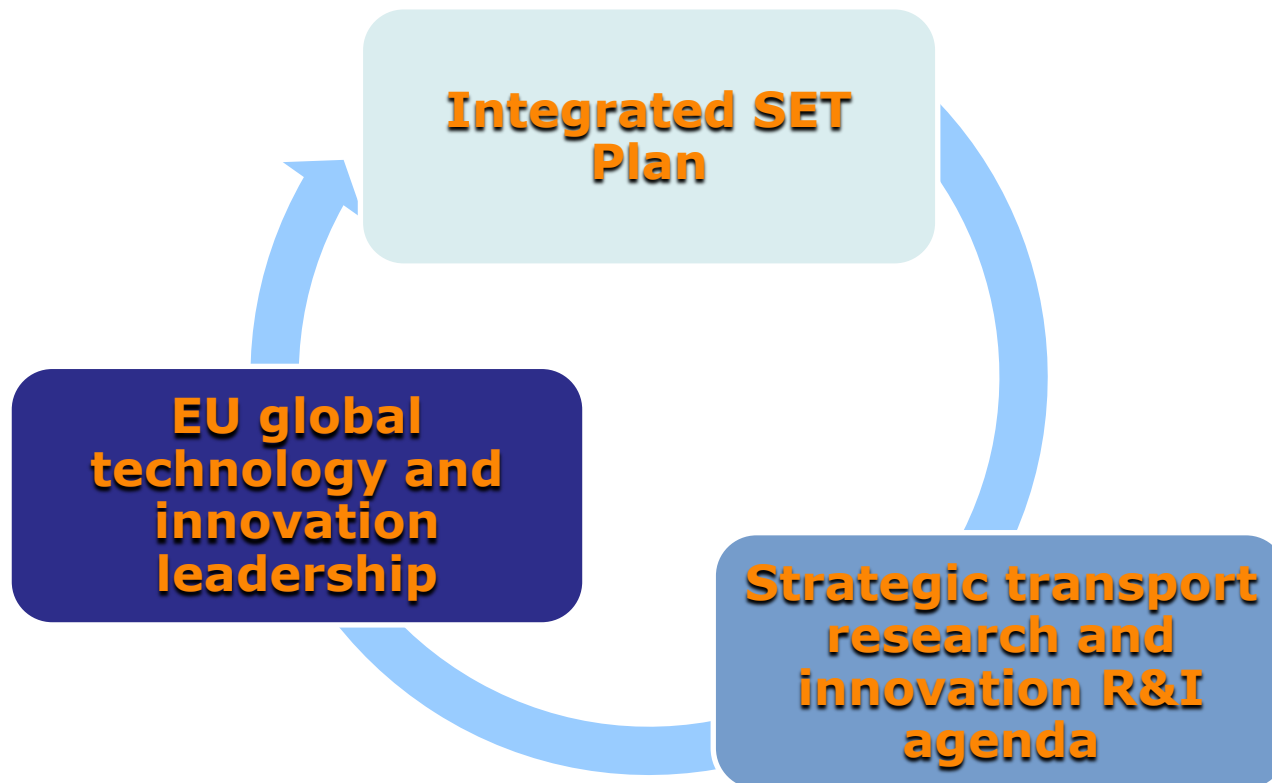 Integrated SET
Plan
EU global
technology and
innovation
leadership
Strategic transport
research and
innovation R&I
agenda